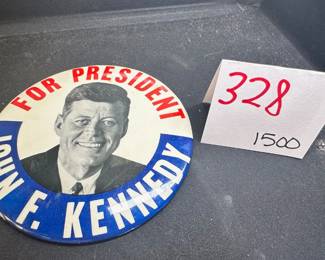 FOR PRESIDENT
JOHN F. KENNEDY
328
1500